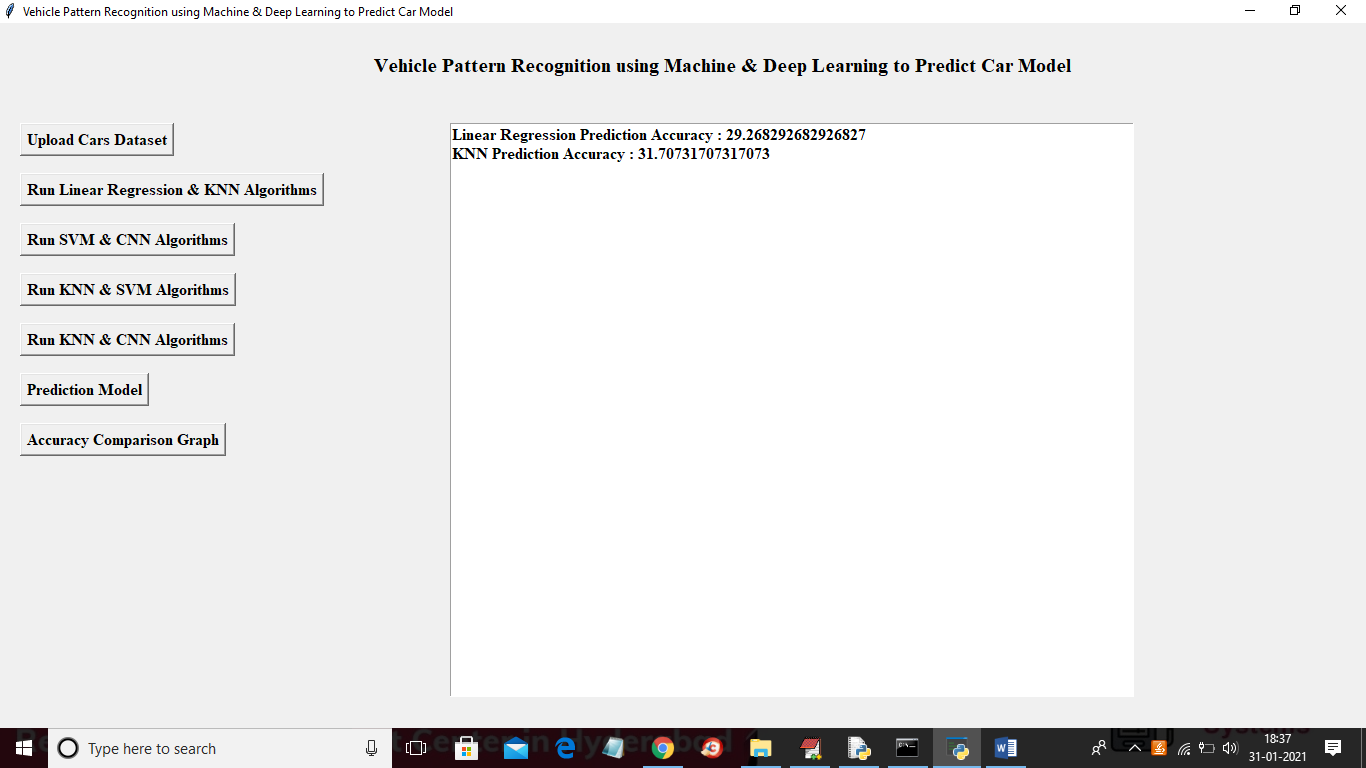 Vehicle Pattern Recognition using Machine & Deep Learning to Predict Car Model
Vehicle Pattern Recognition using Machine & Deep Learning to Predict Car Model
Upload Cars Dataset
Run Linear Regression & KNN Algorithms
Run SVM & CNN Algorithms
Run KNN & SVM Algorithms
Run KNN & CNN Algorithms
Prediction Model
Accuracy Comparison Graph
Linear Regression Prediction Accuracy : 29.268292682926827
KNN Prediction Accuracy : 31.70731707317073
Type here to search
18:37
31-01-2021